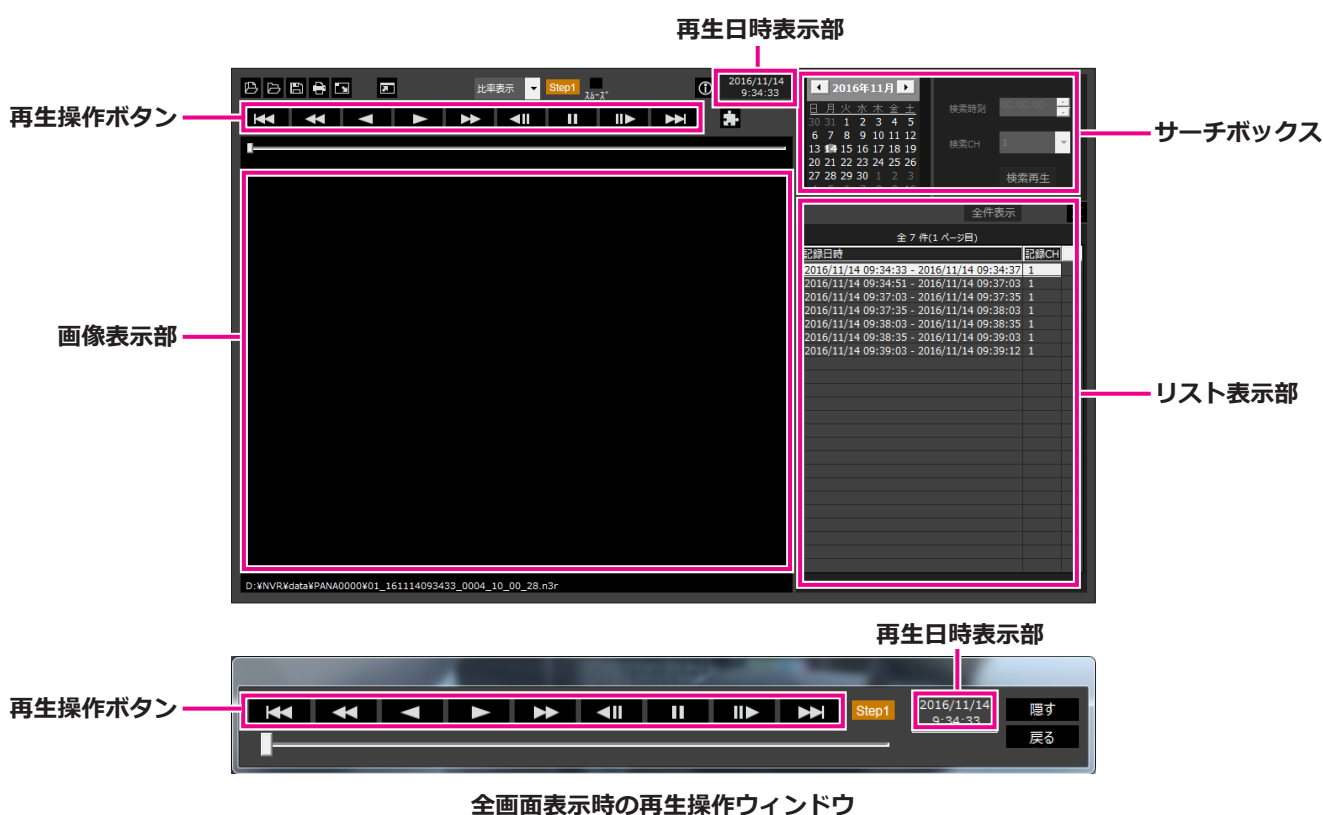 再生日時表示部
再生操作ボタン
比率表示
Step1
ｽﾑｰｽﾞ
2016/11/14
9:34:33
2016年11月
日 月 火 水 木 金 土
30 31 1 2 3 4 5
6 7 8 9 10 11 12
13 14 15 16 17 18 19
20 21 22 23 24 25 26
27 28 29 30 1 2 3
4 5 6 7 8 9 10
検索時刻 00:00:00
検索CH 1
検索再生
サーチボックス
全件表示
全 7 件(1 ページ目)
記録日時 記録CH
2016/11/14 09:34:33 - 2016/11/14 09:34:37 1
2016/11/14 09:34:51 - 2016/11/14 09:37:03 1
2016/11/14 09:37:03 - 2016/11/14 09:37:35 1
2016/11/14 09:37:35 - 2016/11/14 09:38:03 1
2016/11/14 09:38:03 - 2016/11/14 09:38:35 1
2016/11/14 09:38:35 - 2016/11/14 09:39:03 1
2016/11/14 09:39:03 - 2016/11/14 09:39:12 1
画像表示部
リスト表示部
D:¥NVR¥data¥PANA0000¥01_161114093433_0004_10_00_28.n3r
再生日時表示部
再生操作ボタン
Step1
2016/11/14
9:34:33
隠す
戻る
全画面表示時の再生操作ウィンドウ